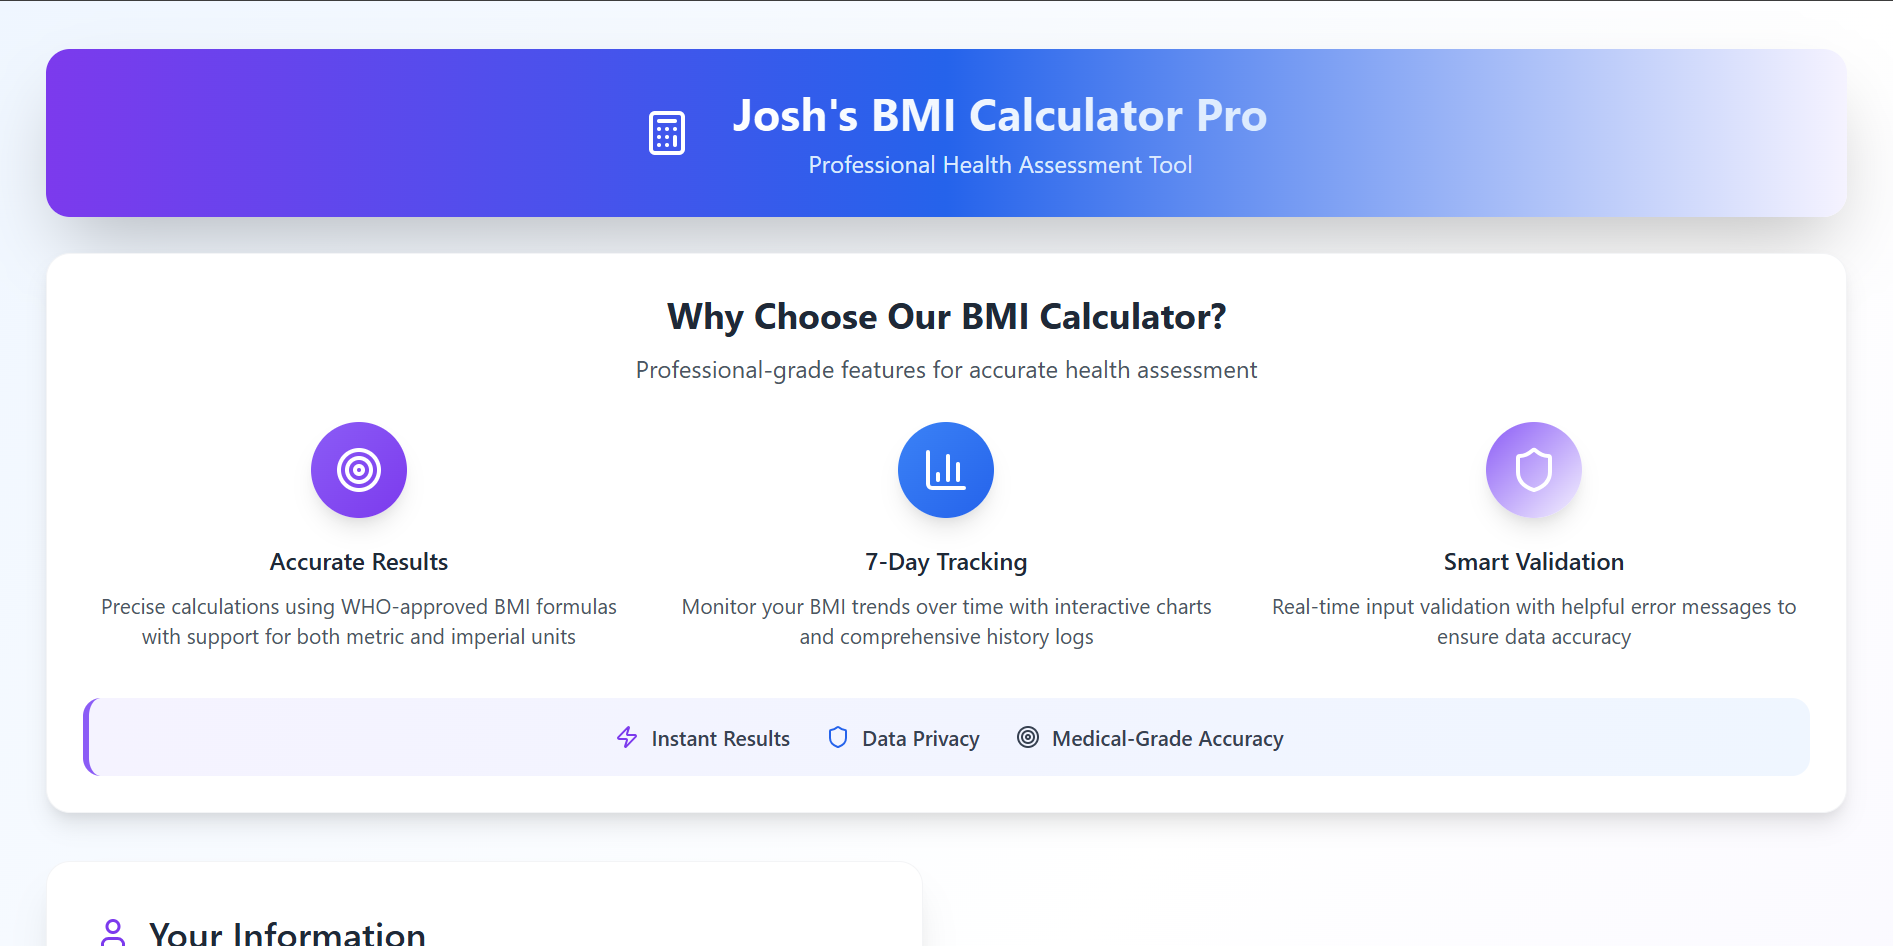 Josh's BMI Calculator Pro
Professional Health Assessment Tool
Why Choose Our BMI Calculator?
Professional-grade features for accurate health assessment
Accurate Results
Precise calculations using WHO-approved BMI formulas
with support for both metric and imperial units
7-Day Tracking
Monitor your BMI trends over time with interactive charts
and comprehensive history logs
Smart Validation
Real-time input validation with helpful error messages to
ensure data accuracy
Instant Results
Data Privacy
Medical-Grade Accuracy
Your Information